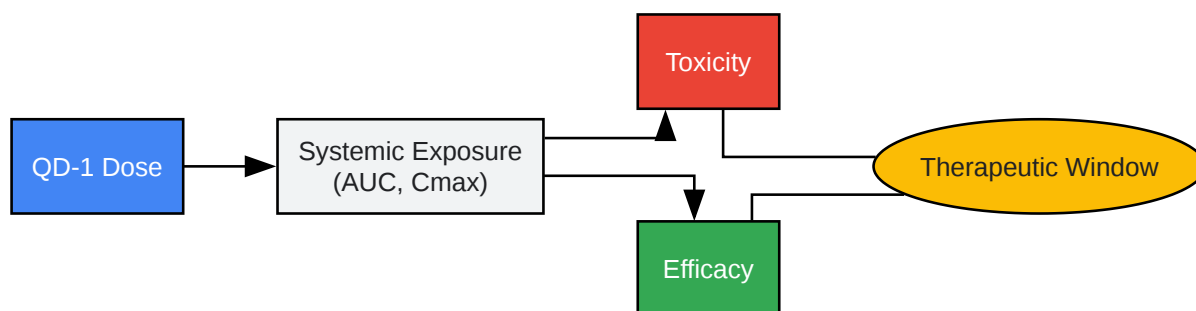 Toxicity
QD-1 Dose
Systemic Exposure
(AUC, Cmax)
Therapeutic Window
Efficacy